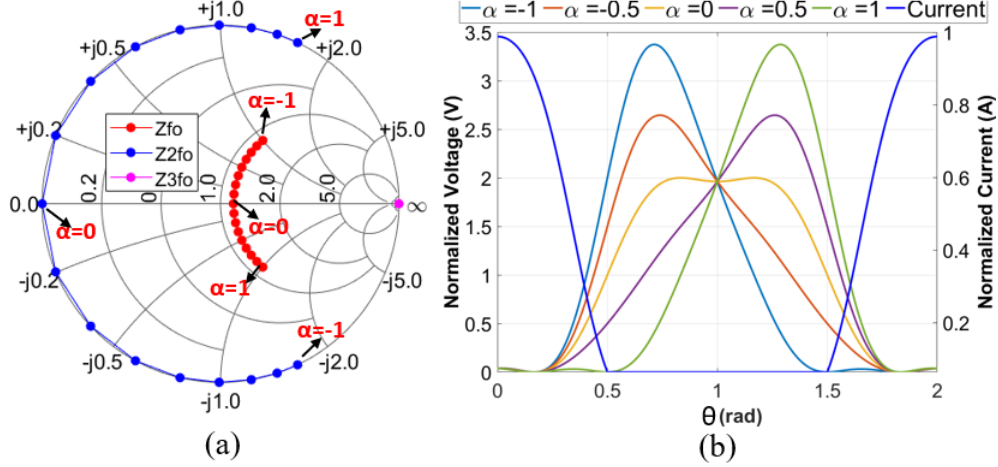 α=1
+j1.0
+j0.5
+j2.0
α=-1
+j0.2
+j5.0
Zfo
Z2fo
Z3fo
0.0
0.2
0.
1.0
2.0
5.0
∞
α=0
α=0
-j0.2
-j5.0
α=1
α=-1
-j0.5
-j2.0
-j1.0
(a)
α =-1 α =-0.5 α =0 α =0.5 α =1 Current
3.5
3
2.5
2
1.5
1
0.5
0
Normalized Voltage (V)
1
0.8
0.6
0.4
0.2
Normalized Current (A)
0 0.5 1 1.5 2
θ (rad)
(b)